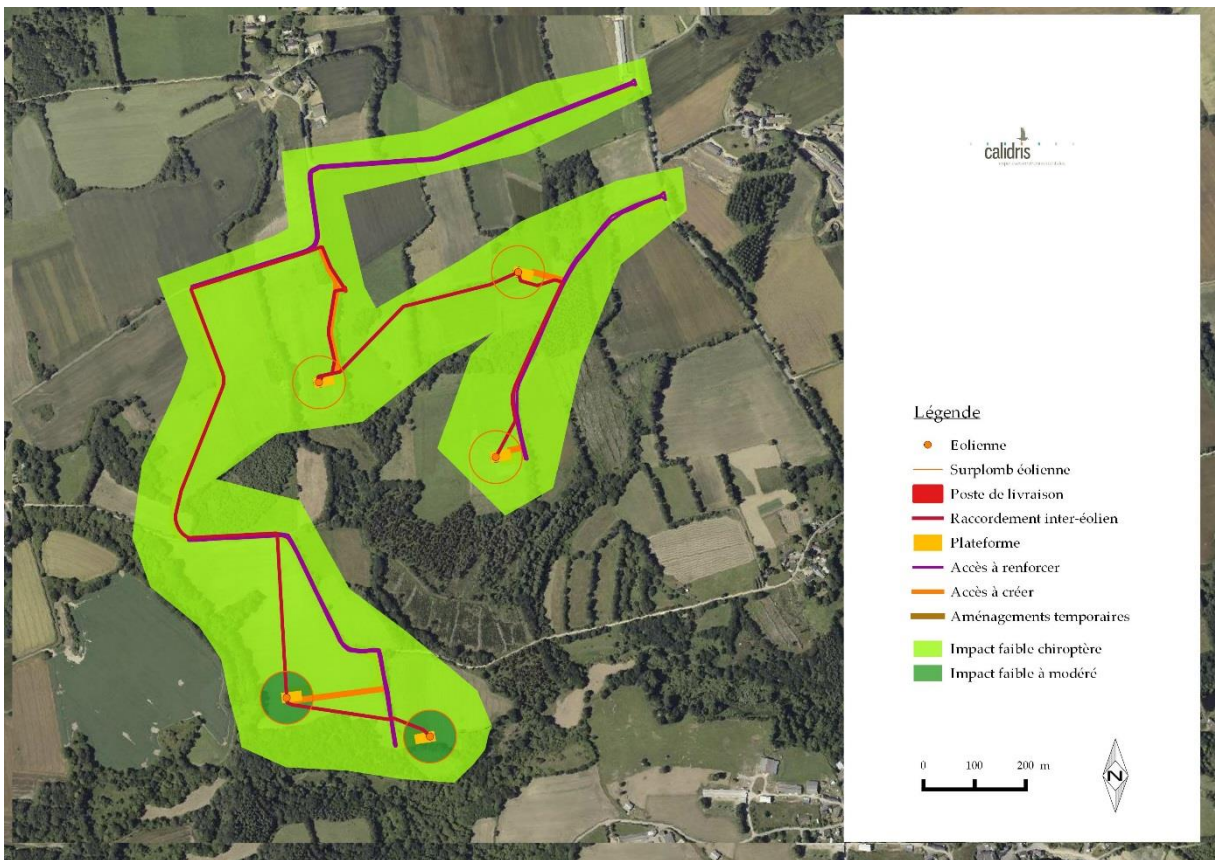 calidris
Légende
Eolienne
Surplomb éolienne
Poste de livraison
Raccordement inter-éolien
Plateforme
Accès à renforcer
Accès à créer
Aménagements temporaires
Impact faible chiroptère
Impact faible à modéré
0 100 200 m
N